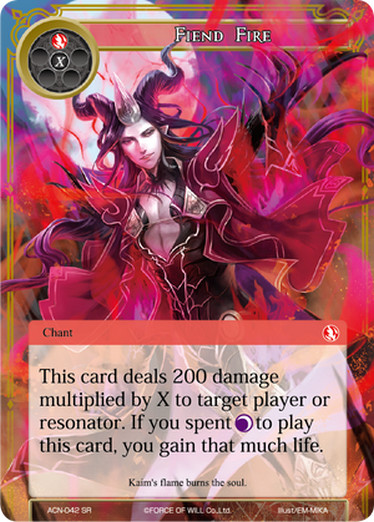 Fiend Fire
X
Chant
This card deals 200 damage
multiplied by X to target player or
resonator. If you spent to play
this card, you gain that much life.
Kaim's flame burns the soul.
ACN-042 SR ©FORCE OF WILL Co.,Ltd. Illust/EM-MIKA